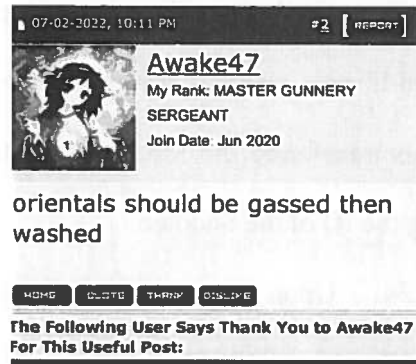 07-02-2022, 10:11 PM #2 [REPORT]
Awake47
My Rank: MASTER GUNNERY
SERGEANT
Join Date: Jun 2020
orientals should be gassed then
washed
HOME QUOTE THANK DISLIKE
The Following User Says Thank You to Awake47
For This Useful Post: